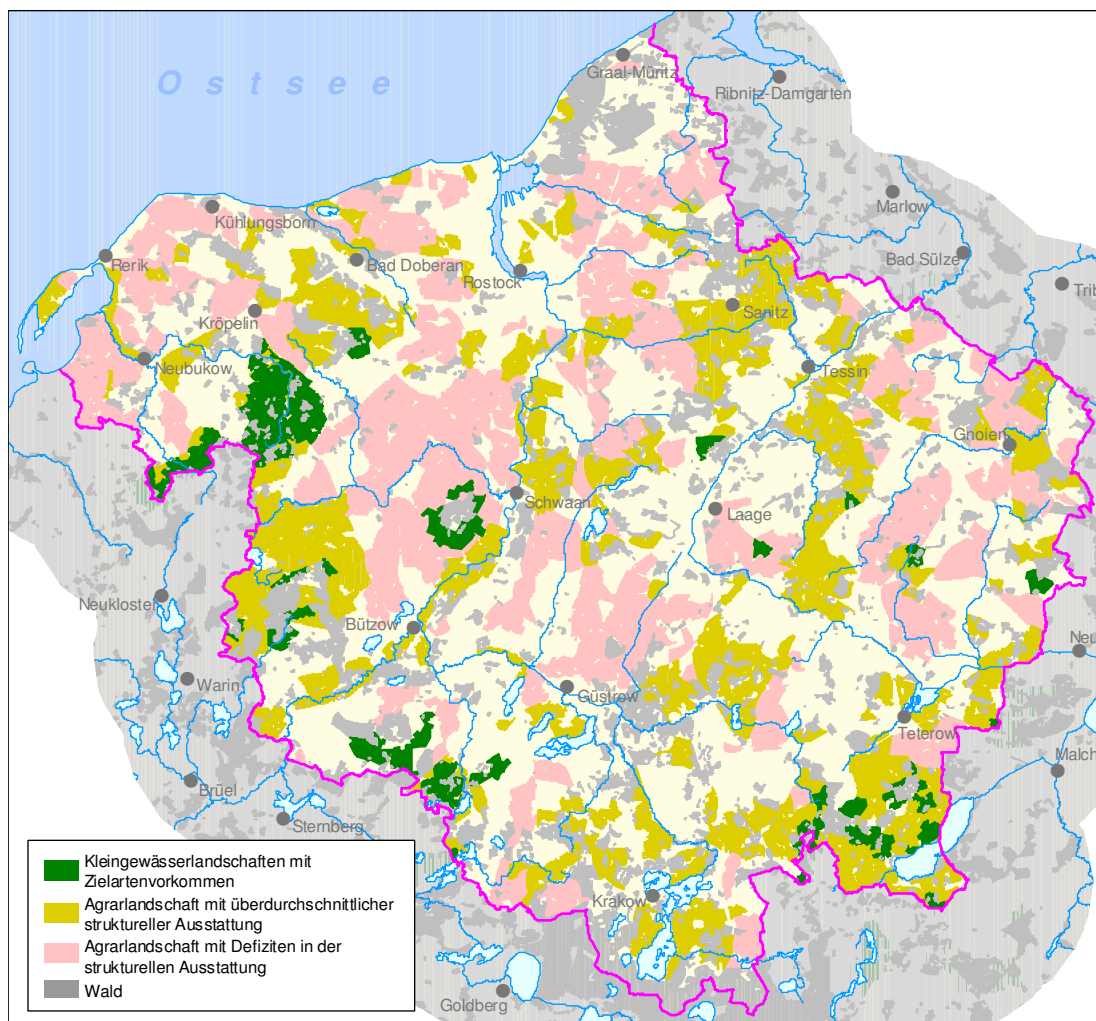 Ostsee
Graal-Müritz
Ribnitz-Damgarten
Marlow
Kühlungsborn
Bad Sülze
Rerik
Bad Doberan
Rostock
Trib
Kröpelin
Sanitz
Neubukow
Tessin
Gnoien
Schwaan
Laage
Neukloster
Bützow
Neu
Warin
Güstrow
Teterow
Malch
Brüel
Sternberg
Krakow
Goldberg
Kleingewässerlandschaften mit
Zielartenvorkommen
Agrarlandschaft mit überdurchschnittlicher
struktureller Ausstattung
Agrarlandschaft mit Defiziten in der
strukturellen Ausstattung
Wald